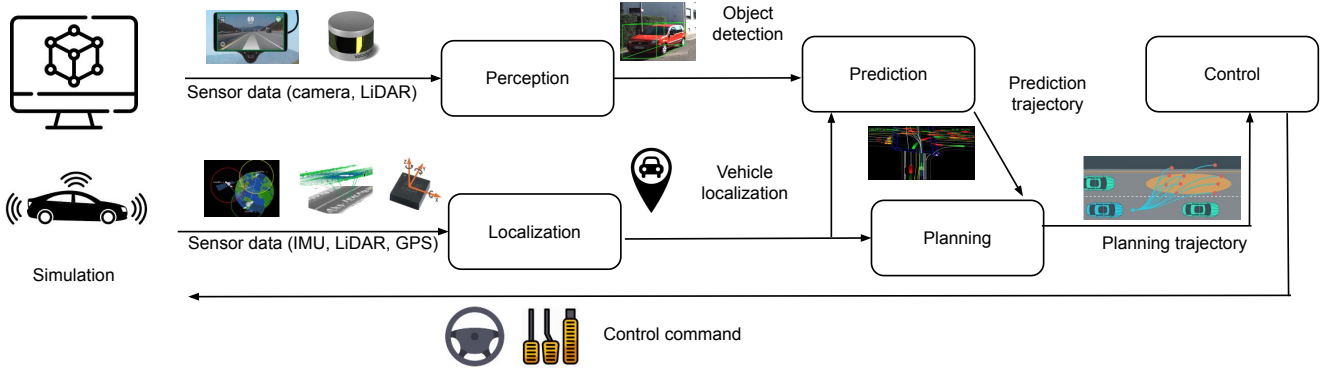 Object
detection
Perception
Prediction
Control
Sensor data (camera, LiDAR)
Prediction
trajectory
Vehicle
localization
Localization
Planning
Sensor data (IMU, LiDAR, GPS)
Planning trajectory
Simulation
Control command